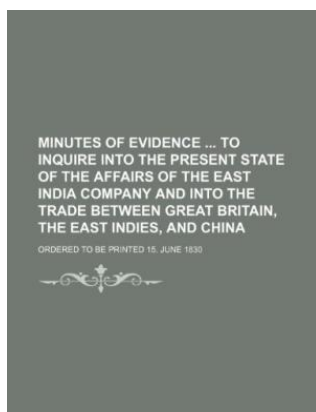 MINUTES OF EVIDENCE ... TO
INQUIRE INTO THE PRESENT STATE
OF THE AFFAIRS OF THE EAST
INDIA COMPANY AND INTO THE
TRADE BETWEEN GREAT BRITAIN,
THE EAST INDIES, AND CHINA
ORDERED TO BE PRINTED 15. JUNE 1830